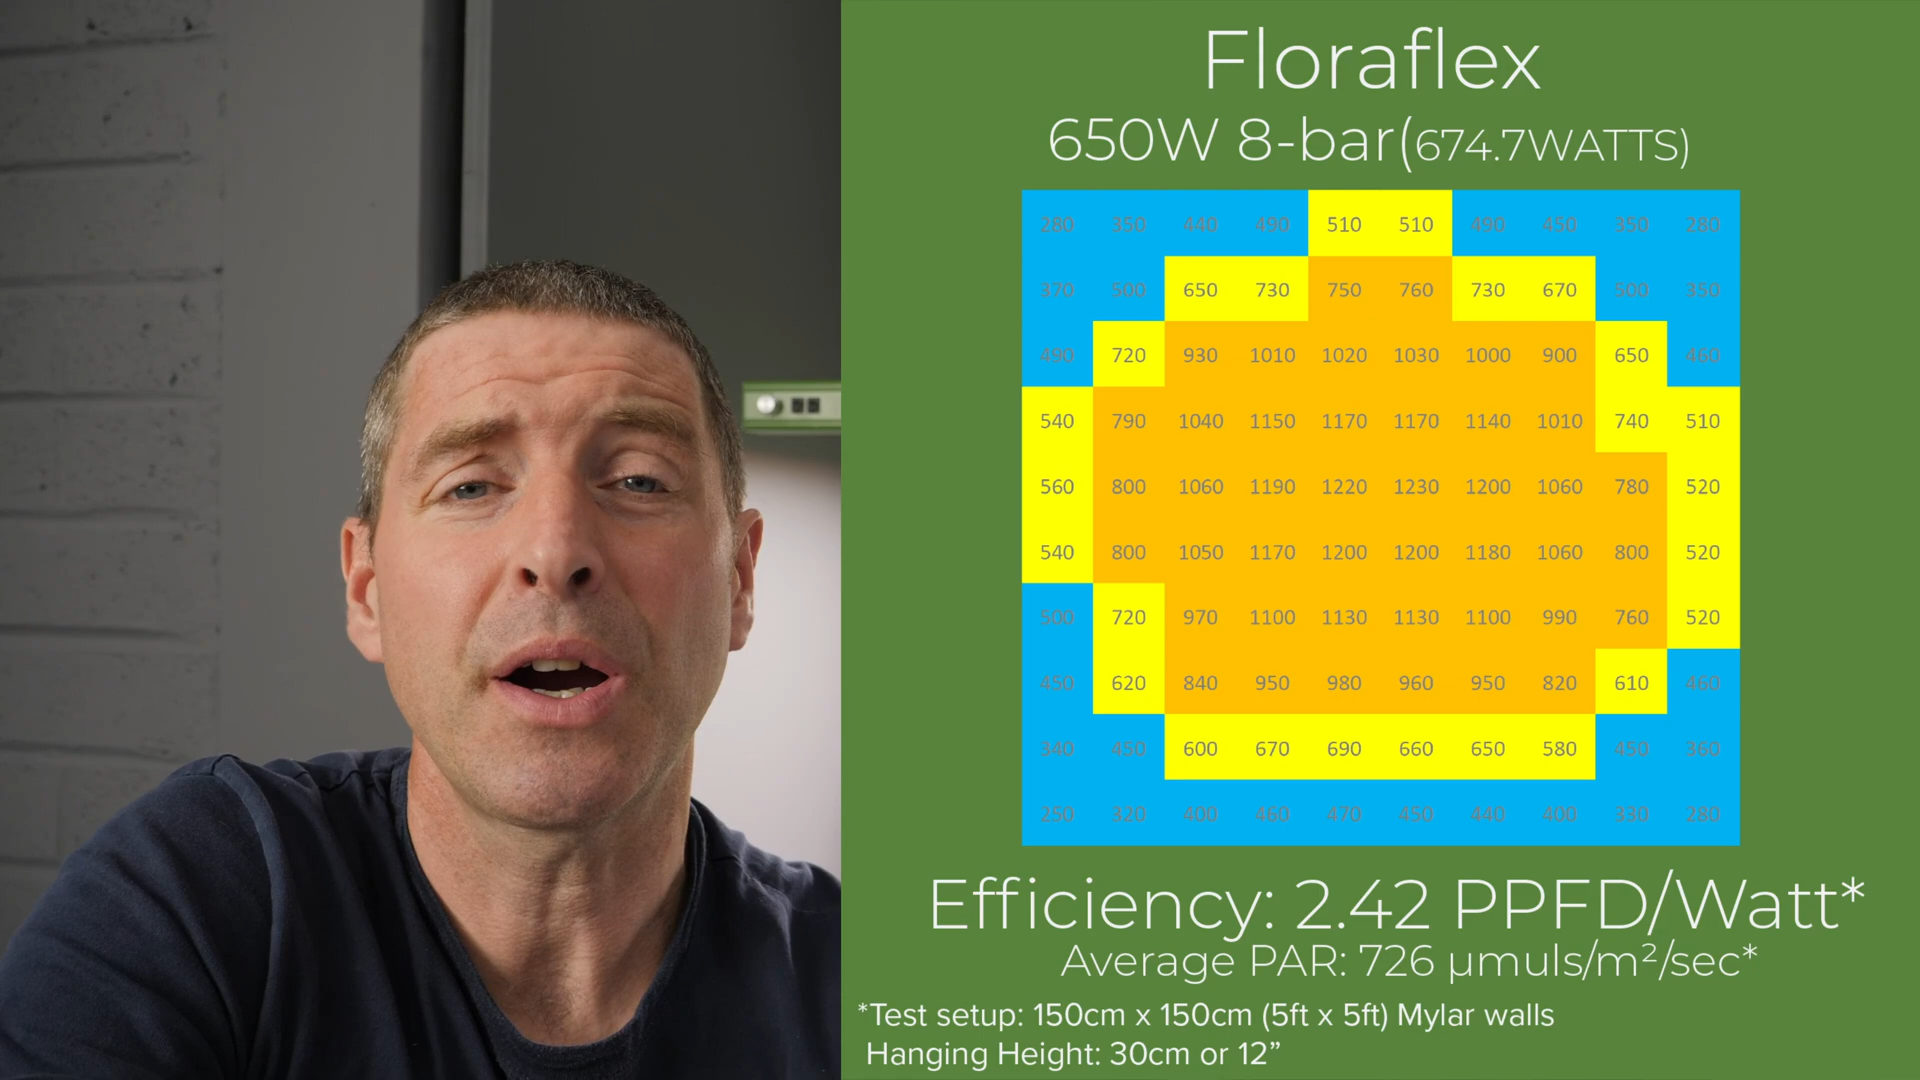 Floraflex
650W 8-bar(674.7WATTS)
280 350 440 490 510 510 490 450 350 280
370 500 650 730 750 760 730 670 500 350
490 720 930 1010 1020 1030 1000 900 650 460
540 790 1040 1150 1170 1170 1140 1010 740 510
560 800 1060 1190 1220 1230 1200 1060 780 520
540 800 1050 1170 1200 1200 1180 1060 800 520
500 720 970 1100 1130 1130 1100 990 760 520
450 620 840 950 980 960 950 820 610 460
340 450 600 670 690 660 650 580 450 360
250 320 400 460 470 450 440 400 330 280
Efficiency: 2.42 PPFD/Watt*
Average PAR: 726 µmuls/m²/sec*
*Test setup: 150cm x 150cm (5ft x 5ft) Mylar walls
Hanging Height: 30cm or 12”